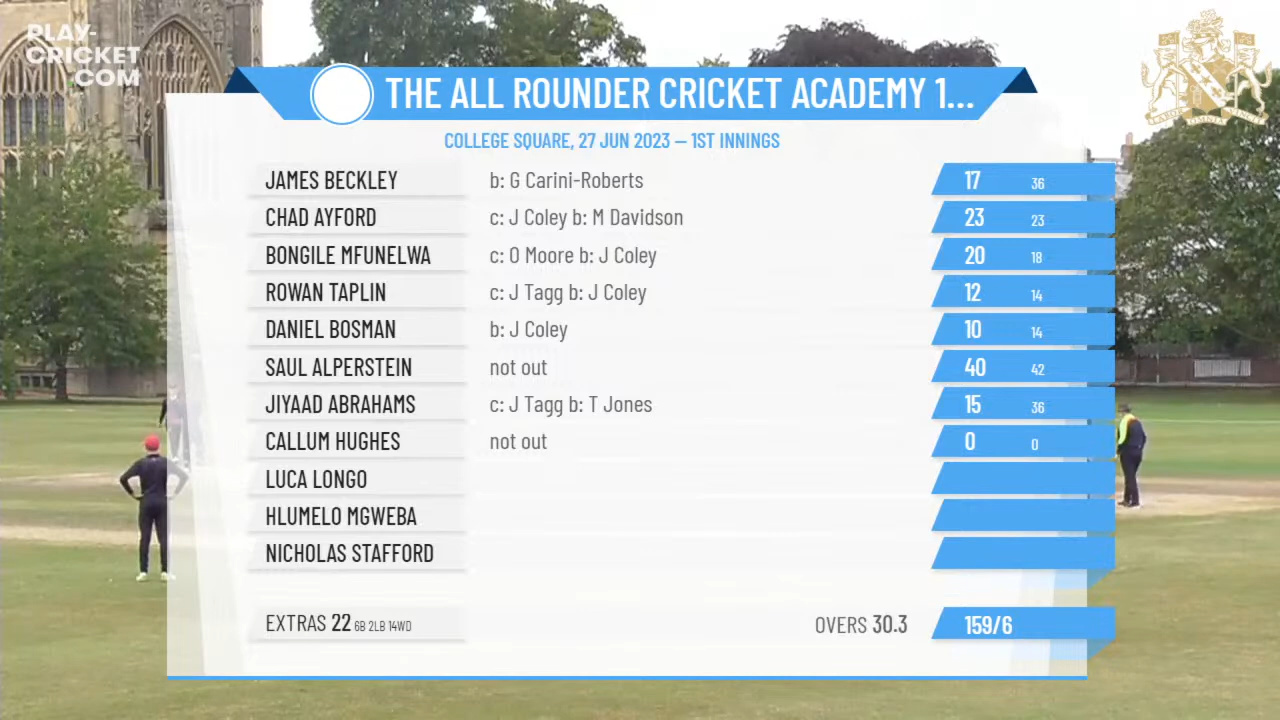 PLAY-
CRICKET
.COM
THE ALL ROUNDER CRICKET ACADEMY 1...
COLLEGE SQUARE, 27 JUN 2023 – 1ST INNINGS
JAMES BECKLEY b: G Carini-Roberts 17 36
CHAD AYFORD c: J Coley b: M Davidson 23 23
BONGILE MFUNELWA c: O Moore b: J Coley 20 18
ROWAN TAPLIN c: J Tagg b: J Coley 12 14
DANIEL BOSMAN b: J Coley 10 14
SAUL ALPERSTEIN not out 40 42
JIYAAD ABRAHAMS c: J Tagg b: T Jones 15 36
CALLUM HUGHES not out 0 0
LUCA LONGO
HLUMELO MGWEBA
NICHOLAS STAFFORD
EXTRAS 22 6B 2LB 14WD OVERS 30.3 159/6